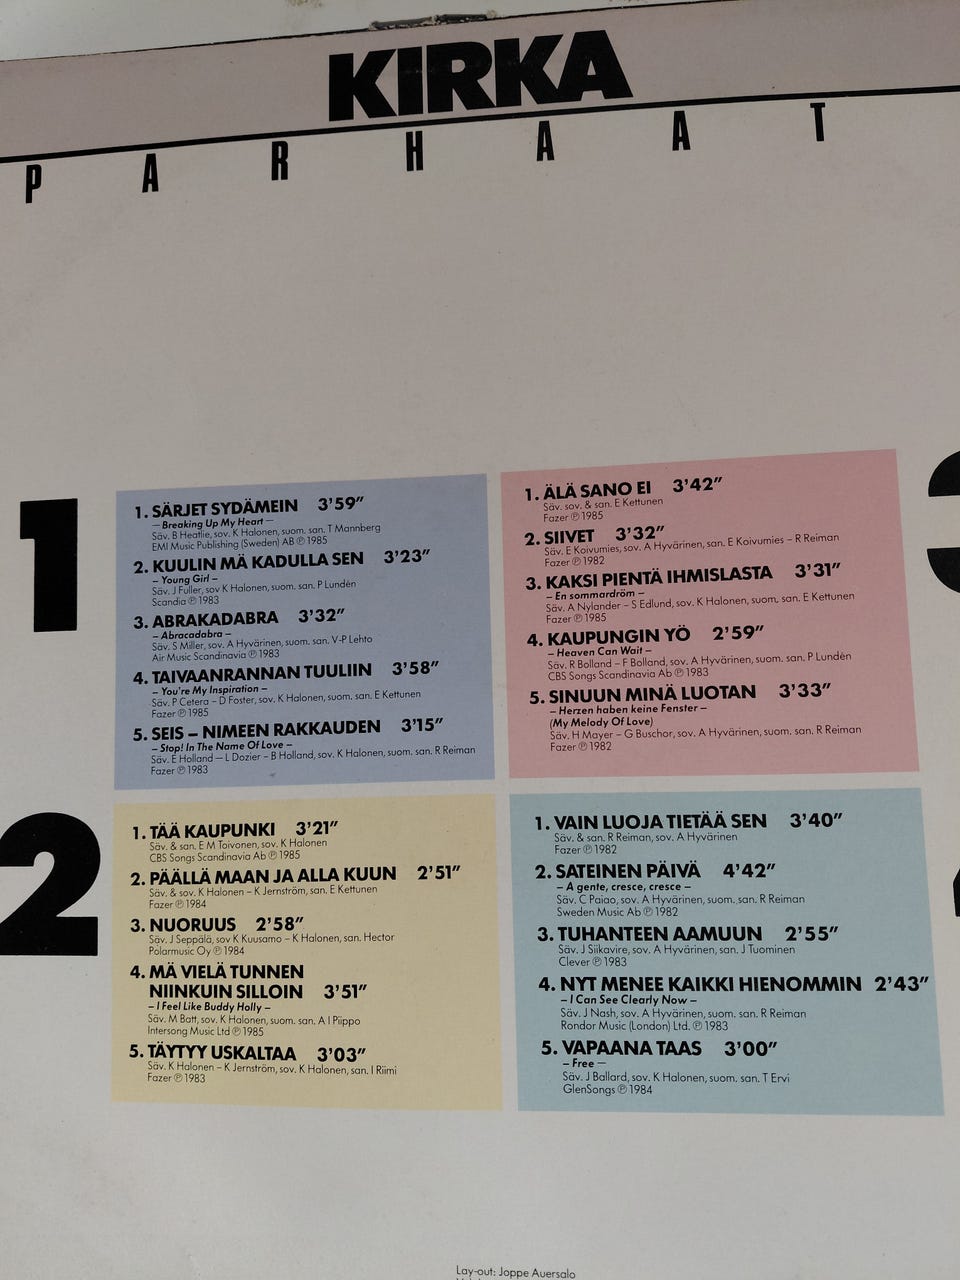 KIRKA
PARHAAT
1
1. SÄRJET SYDÄMEIN 3’59”
– Breaking Up My Heart –
Säv. B Heatlie, sov. K Halonen, suom. san. T Mannberg
EMI Music Publishing (Sweden) AB ℗ 1985
2. KUULIN MÄ KADULLA SEN 3’23”
– Young Girl –
Säv. J Fuller, sov K Halonen, suom. san. P Lundén
Scandia ℗ 1983
3. ABRAKADABRA 3’32”
– Abracadabra –
Säv. S Miller, sov. A Hyvärinen, suom. san. V-P Lehto
Air Music Scandinavia ℗ 1983
4. TAIVAANRANNAN TUULIIN 3’58”
– You’re My Inspiration –
Säv. P Cetera – D Foster, sov. K Halonen, suom. san. E Kettunen
Fazer ℗ 1985
5. SEIS – NIMEEN RAKKAUDEN 3’15”
– Stop! In The Name Of Love –
Säv. E Holland – L Dozier – B Holland, sov. K Halonen, suom. san. R Reiman
Fazer ℗ 1983
2
1. TÄÄ KAUPUNKI 3’21”
Säv. & san. E M Toivonen, sov. K Halonen
CBS Songs Scandinavia Ab ℗ 1985
2. PÄÄLLÄ MAAN JA ALLA KUUN 2’51”
Säv. & sov. K Halonen – K Jernström, san. E Kettunen
Fazer ℗ 1984
3. NUORUUS 2’58”
Säv. J Seppälä, sov K Kuusamo – K Halonen, san. Hector
Polarmusic Oy ℗ 1984
4. MÄ VIELÄ TUNNEN
NIINKUIN SILLOIN 3’51”
– I Feel Like Buddy Holly –
Säv. M Batt, sov. K Halonen, suom. san. A I Piippo
Intersong Music Ltd ℗ 1985
5. TÄYTYY USKALTAA 3’03”
Säv. K Halonen – K Jernström, sov. K Halonen, san. I Riimi
Fazer ℗ 1983
1. ÄLÄ SANO EI 3’42”
Säv. sov. & san. E Kettunen
Fazer ℗ 1985
2. SIIVET 3’32”
Säv. E Koivumies, sov. A Hyvärinen, san. E Koivumies – R Reiman
Fazer ℗ 1982
3. KAKSI PIENTÄ IHMISLASTA 3’31”
– En sommardröm –
Säv. A Nylander – S Edlund, sov. K Halonen, suom. san. E Kettunen
Fazer ℗ 1985
4. KAUPUNGIN YÖ 2’59”
– Heaven Can Wait –
Säv. R Bolland – F Bolland, sov. A Hyvärinen, suom. san. P Lundén
CBS Songs Scandinavia Ab ℗ 1983
5. SINUUN MINÄ LUOTAN 3’33”
– Herzen haben keine Fenster –
(My Melody Of Love)
Säv. H Mayer – G Buschor, sov. A Hyvärinen, suom. san. R Reiman
Fazer ℗ 1982
1. VAIN LUOJA TIETÄÄ SEN 3’40”
Säv. & san. R Reiman, sov. A Hyvärinen
Fazer ℗ 1982
2. SATEINEN PÄIVÄ 4’42”
– A gente, cresce, cresce –
Säv. C Paiao, sov. A Hyvärinen, suom. san. R Reiman
Sweden Music Ab ℗ 1982
3. TUHANTEEN AAMUUN 2’55”
Säv. J Siikavire, sov. A Hyvärinen, san. J Tuominen
Clever ℗ 1983
4. NYT MENEE KAIKKI HIENOMMIN 2’43”
– I Can See Clearly Now –
Säv. J Nash, sov. A Hyvärinen, suom. san. R Reiman
Rondor Music (London) Ltd. ℗ 1983
5. VAPAANA TAAS 3’00”
– Free –
Säv. J Ballard, sov. K Halonen, suom. san. T Ervi
GlenSongs ℗ 1984
Lay-out: Joppe Auersalo